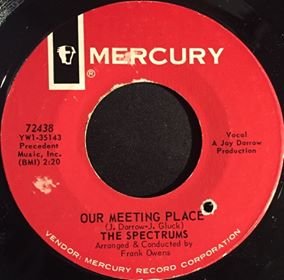 MERCURY
®
72438
YW1-35143
Precedent
Music, Inc.
(BMI) 2:20
Vocal
A Jay Darrow
Production
OUR MEETING PLACE
(J. Darrow-J. Gluck)
THE SPECTRUMS
Arranged & Conducted by
Frank Owens
VENDOR: MERCURY RECORD CORPORATION